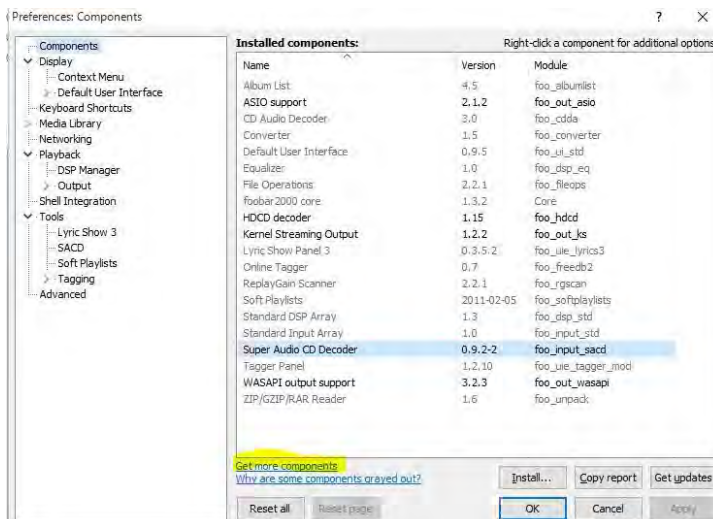 Preferences: Components
? ×
Components
Display
Context Menu
Default User Interface
Keyboard Shortcuts
Media Library
Networking
Playback
DSP Manager
Output
Shell Integration
Tools
Lyric Show 3
SACD
Soft Playlists
Tagging
Advanced
Installed components: Right-click a component for additional options
Name Version Module
Album List 4.5 foo_albumlist
ASIO support 2.1.2 foo_out_asio
CD Audio Decoder 3.0 foo_cdda
Converter 1.5 foo_converter
Default User Interface 0.9.5 foo_ui_std
Equalizer 1.0 foo_dsp_eq
File Operations 2.2.1 foo_fileops
foobar2000 core 1.3.2 Core
HDCD decoder 1.15 foo_hdcd
Kernel Streaming Output 1.2.2 foo_out_ks
Lyric Show Panel 3 0.3.5.2 foo_uie_lyrics3
Online Tagger 0.7 foo_freedb2
ReplayGain Scanner 2.2.1 foo_rgscan
Soft Playlists 2011-02-05 foo_softplaylists
Standard DSP Array 1.3 foo_dsp_std
Standard Input Array 1.0 foo_input_std
Super Audio CD Decoder 0.9.2-2 foo_input_sacd
Tagger Panel 1.2.10 foo_uie_tagger_mod
WASAPI output support 3.2.3 foo_out_wasapi
ZIP/GZIP/RAR Reader 1.6 foo_unpack
Get more components
Why are some components grayed out?
Install... Copy report Get updates
Reset all Reset page OK Cancel Apply